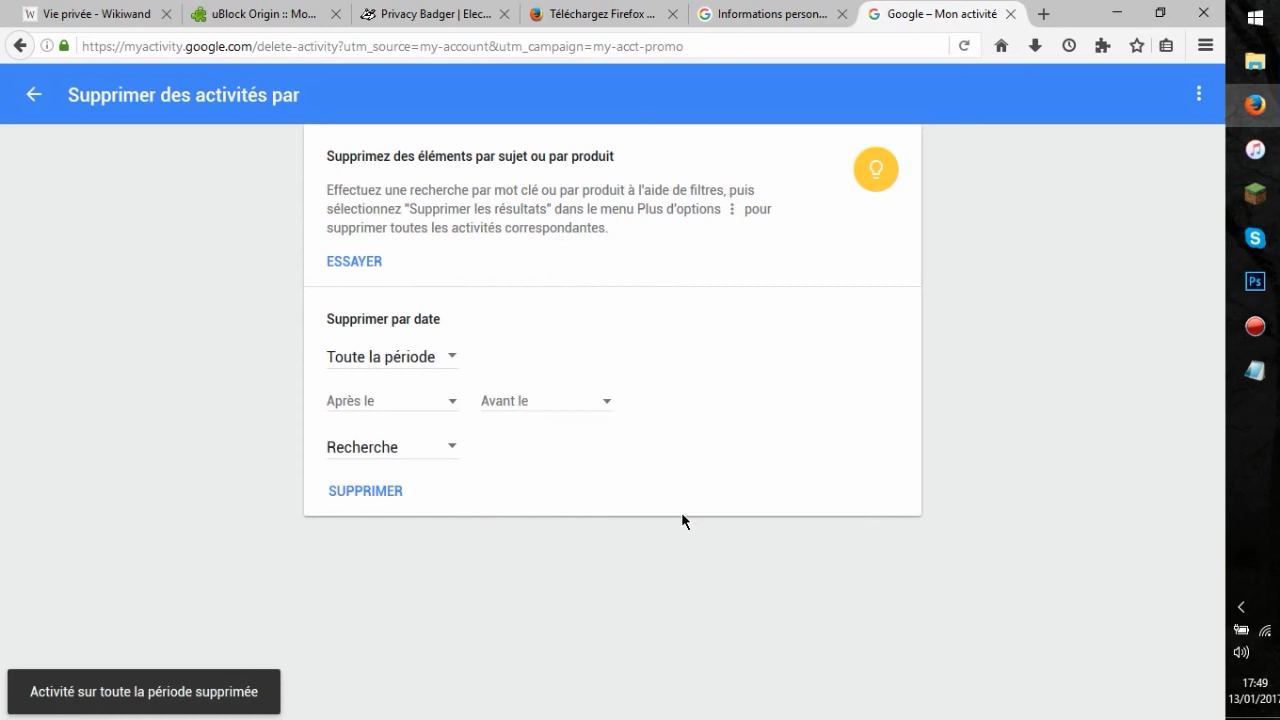 Vie privée - Wikiwand
uBlock Origin :: Mo...
Privacy Badger | Elec...
Téléchargez Firefox ...
Informations person...
Google – Mon activité
https://myactivity.google.com/delete-activity?utm_source=my-account&utm_campaign=my-acct-promo
Supprimer des activités par
Supprimez des éléments par sujet ou par produit
Effectuez une recherche par mot clé ou par produit à l'aide de filtres, puis
sélectionnez "Supprimer les résultats" dans le menu Plus d'options ⋮ pour
supprimer toutes les activités correspondantes.
ESSAYER
Supprimer par date
Toute la période
Après le
Avant le
Recherche
SUPPRIMER
Activité sur toute la période supprimée
Ps
17:49
13/01/2017